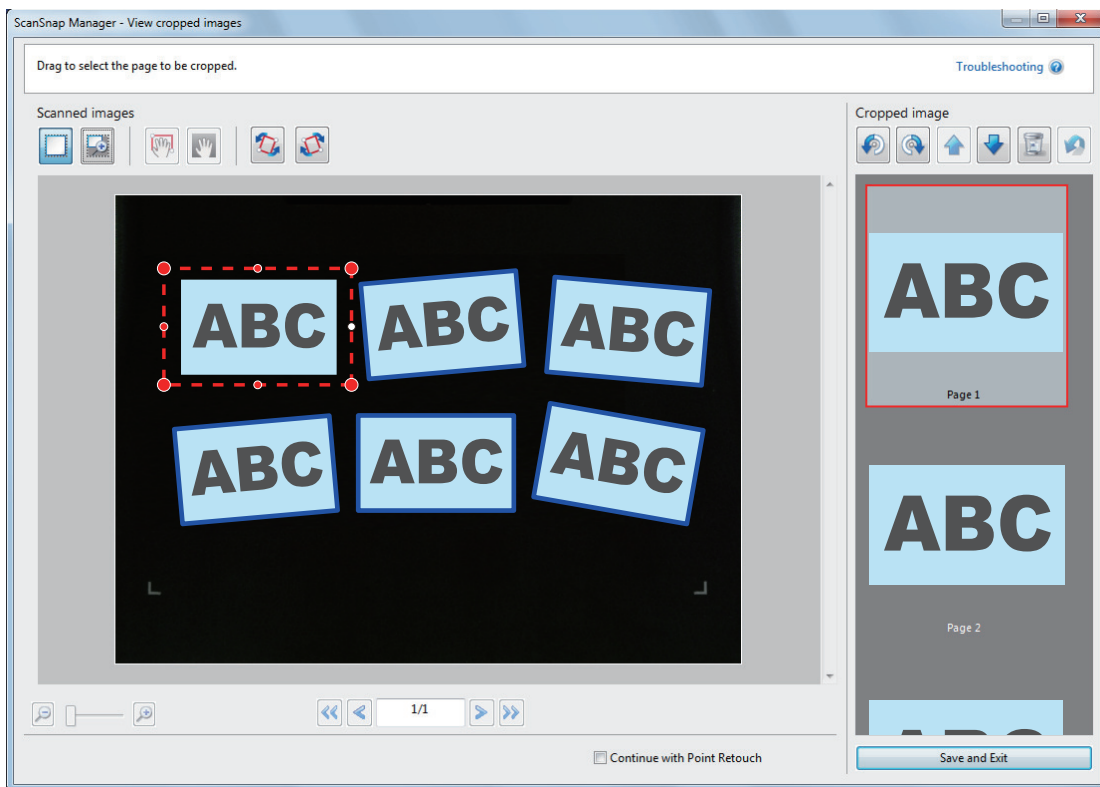 ScanSnap Manager - View cropped images
Drag to select the page to be cropped.
Troubleshooting
Scanned images
Cropped image
ABC
ABC
ABC
ABC
ABC
ABC
ABC
Page 1
ABC
Page 2
1/1
Continue with Point Retouch
Save and Exit